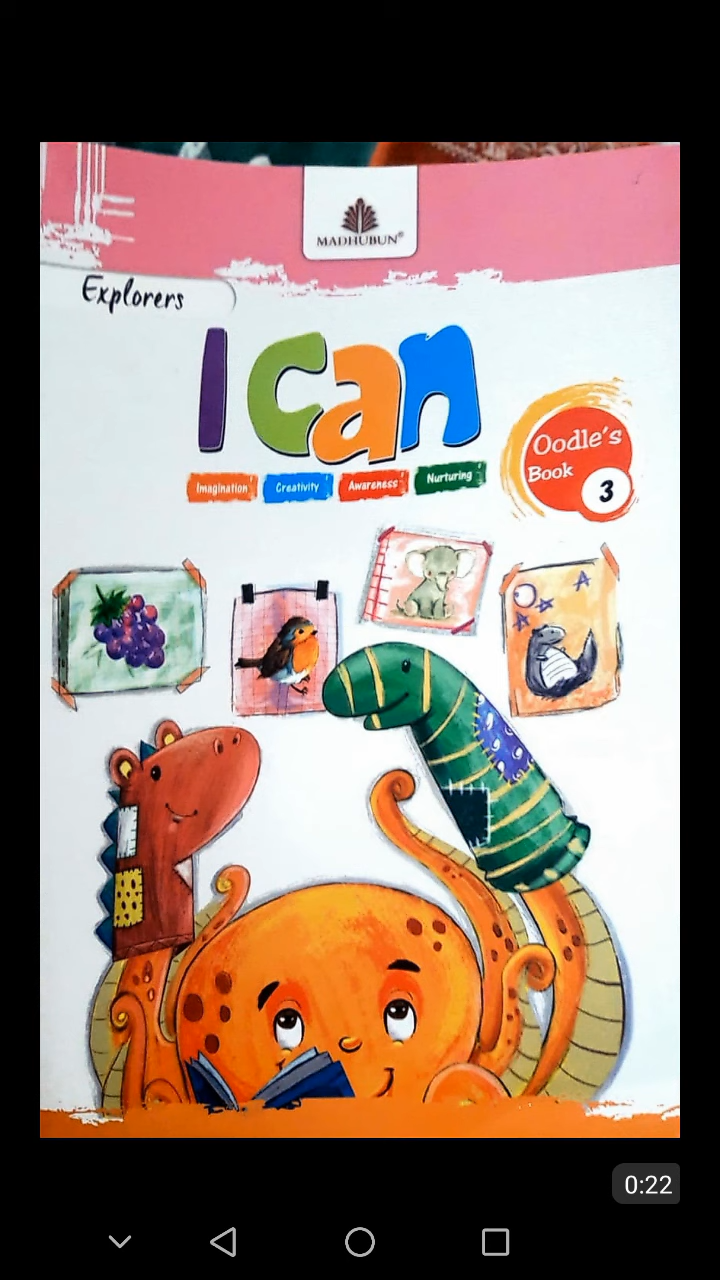 MADHUBUN®
Explorers
I can
Imagination Creativity Awareness Nurturing
Oodle's
Book
3
0:22